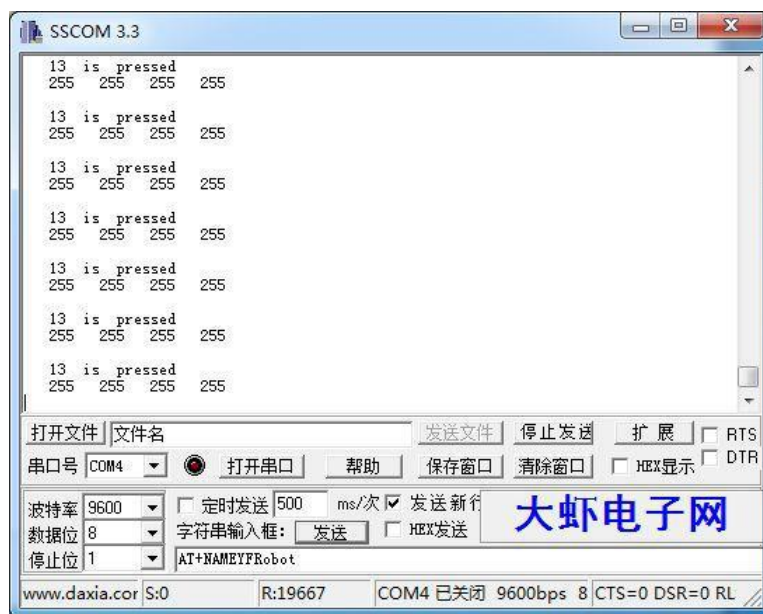 SSCOM 3.3
13 is pressed
255 255 255 255
13 is pressed
255 255 255 255
13 is pressed
255 255 255 255
13 is pressed
255 255 255 255
13 is pressed
255 255 255 255
13 is pressed
255 255 255 255
13 is pressed
255 255 255 255
打开文件 文件名 发送文件 停止发送 扩展 RTS
串口号 COM4 打开串口 帮助 保存窗口 清除窗口 HEX显示 DTR
波特率 9600 定时发送 500 ms/次 发送新行 大虾电子网
数据位 8 字符串输入框: 发送 HEX发送
停止位 1 AT+NAMEYFRobot
www.daxia.cor S:0 R:19667 COM4 已关闭 9600bps 8 CTS=0 DSR=0 RL